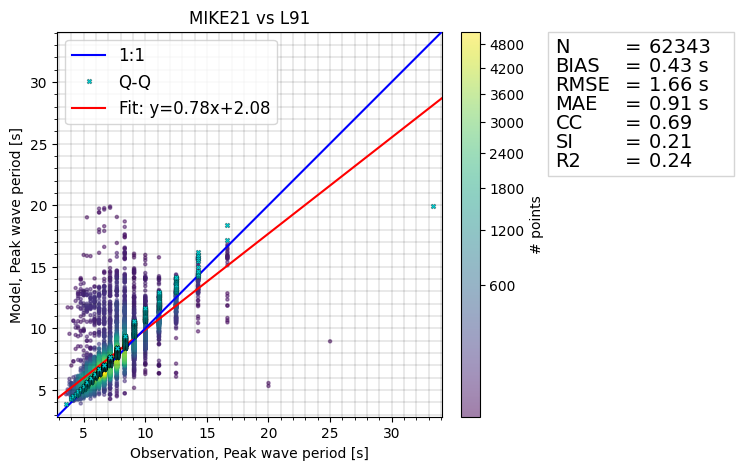 MIKE21 vs L91
1:1
Q-Q
Fit: y=0.78x+2.08
Model, Peak wave period [s]
30
25
20
15
10
5
5
10
15
20
25
30
Observation, Peak wave period [s]
4800
4200
3600
3000
2400
1800
1200
600
# points
N = 62343
BIAS = 0.43 s
RMSE = 1.66 s
MAE = 0.91 s
CC = 0.69
SI = 0.21
R2 = 0.24